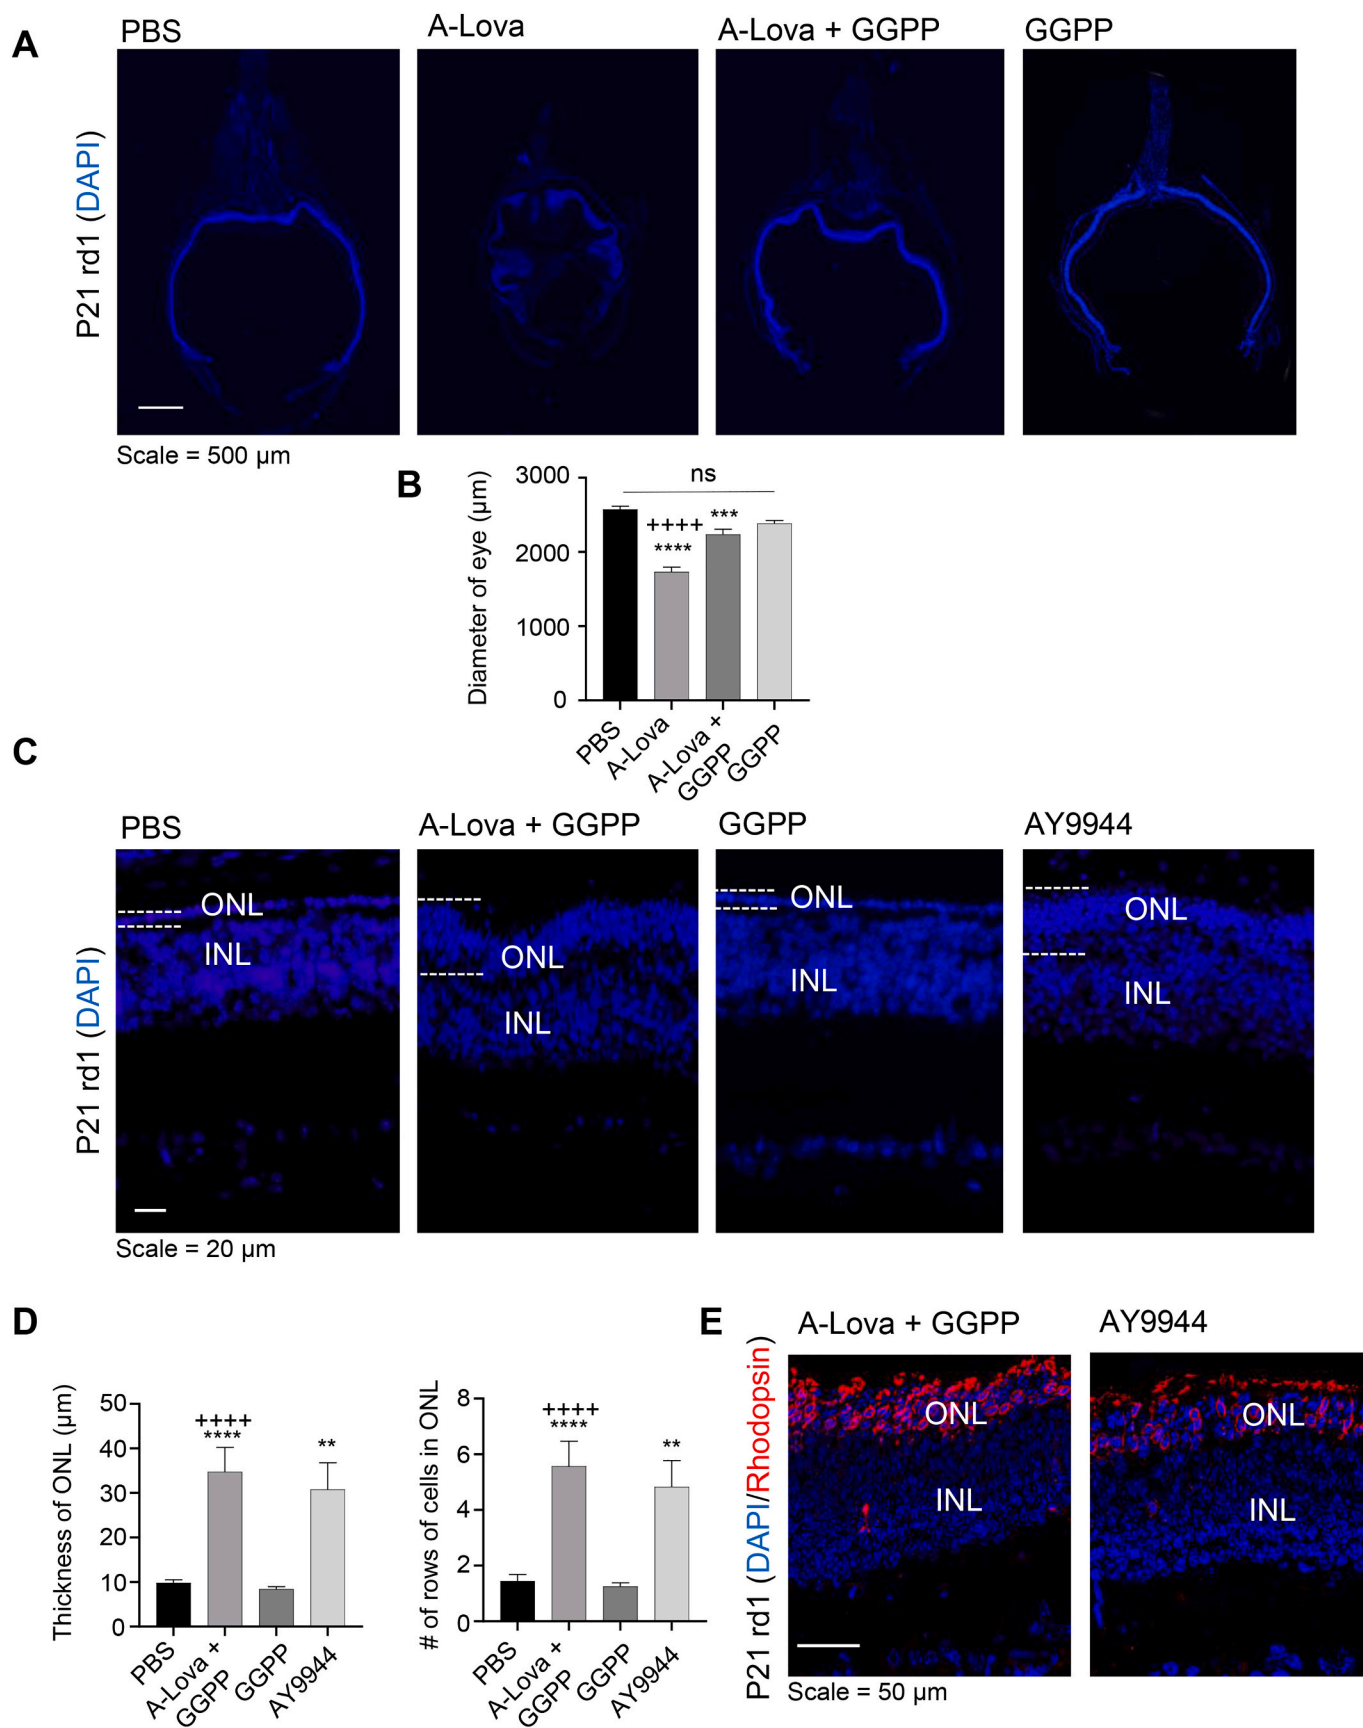 A
PBS
A-Lova
A-Lova + GGPP
GGPP
P21 rd1 (DAPI)
Scale = 500 µm
B
Diameter of eye (µm)
3000
2000
1000
0
ns
++++
****
***
PBS
A-Lova
A-Lova +
GGPP
GGPP
C
PBS
A-Lova + GGPP
GGPP
AY9944
P21 rd1 (DAPI)
ONL
INL
ONL
INL
ONL
INL
ONL
INL
Scale = 20 µm
D
Thickness of ONL (µm)
50
40
30
20
10
0
++++
****
**
PBS
A-Lova +
GGPP
GGPP
AY9944
# of rows of cells in ONL
8
6
4
2
0
++++
****
**
PBS
A-Lova +
GGPP
GGPP
AY9944
E
A-Lova + GGPP
AY9944
P21 rd1 (DAPI/Rhodopsin)
ONL
INL
ONL
INL
Scale = 50 µm